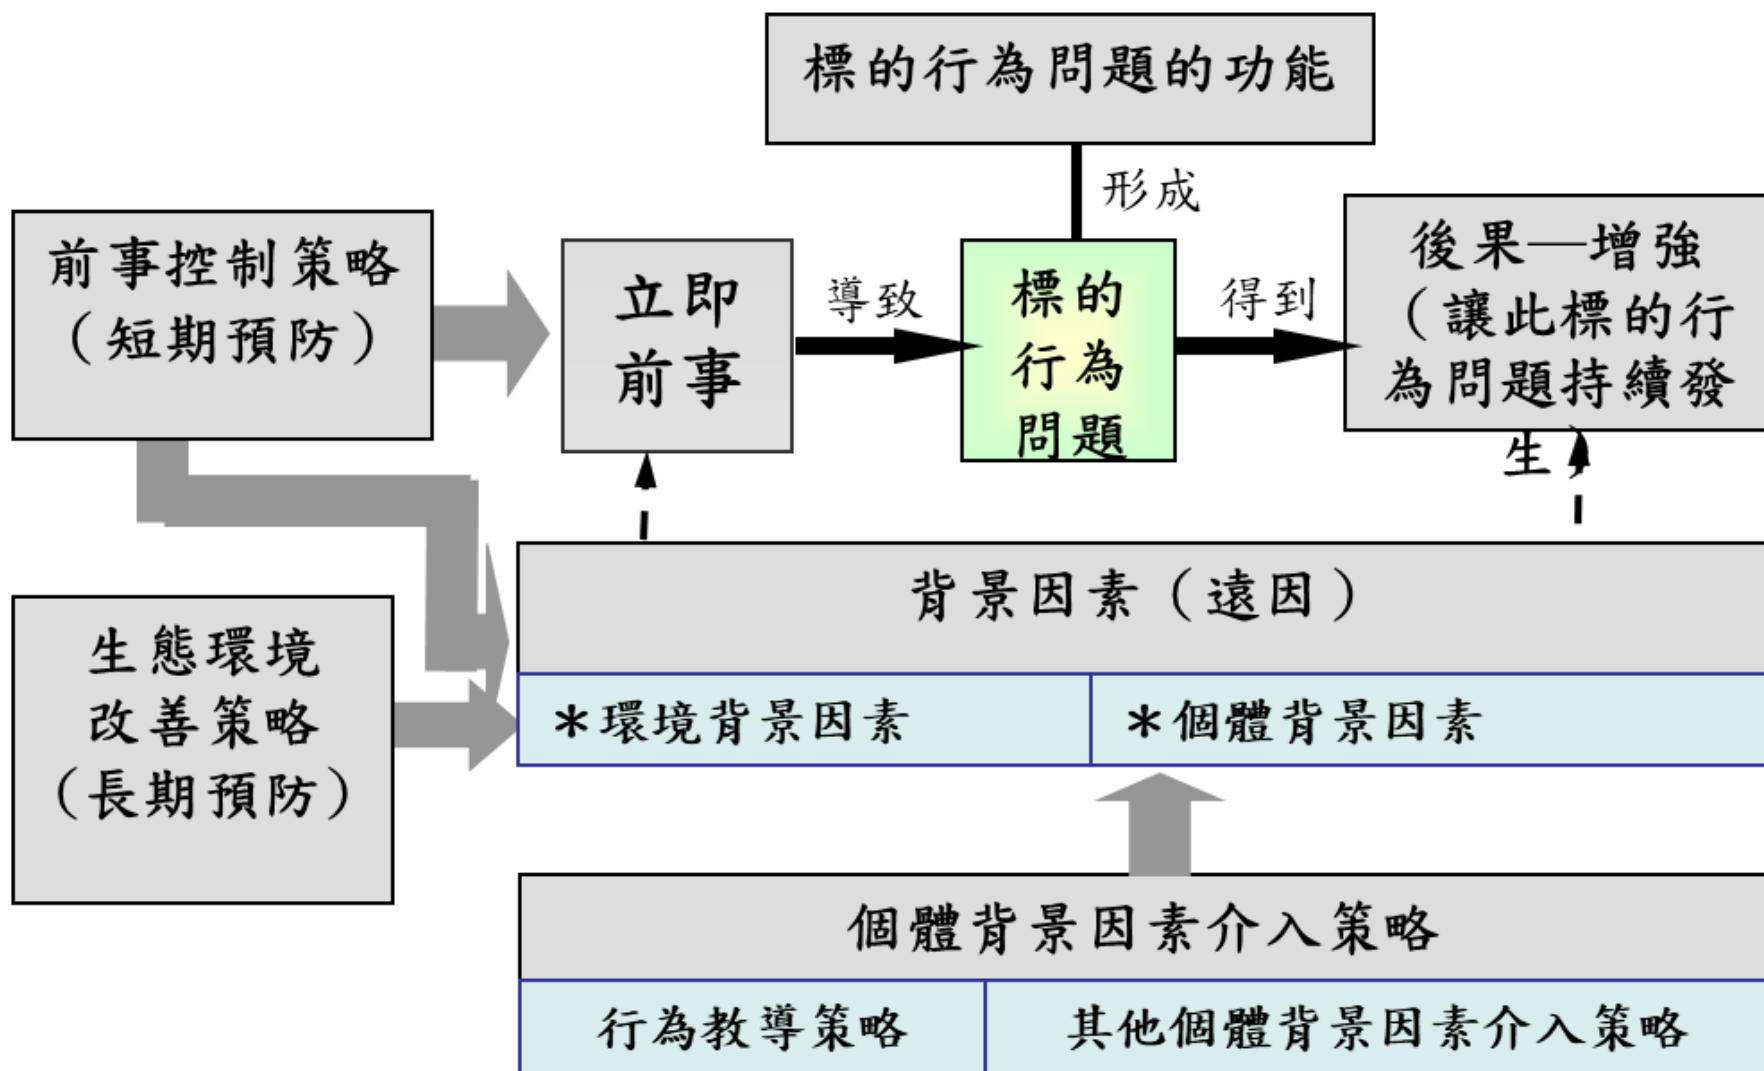 標的行為問題的功能
形成
前事控制策略
（短期預防）
立即
前事
導致
標的
行為
問題
得到
後果─增強
（讓此標的行
為問題持續發
生）
背景因素（遠因）
＊環境背景因素
＊個體背景因素
生態環境
改善策略
（長期預防）
個體背景因素介入策略
行為教導策略
其他個體背景因素介入策略